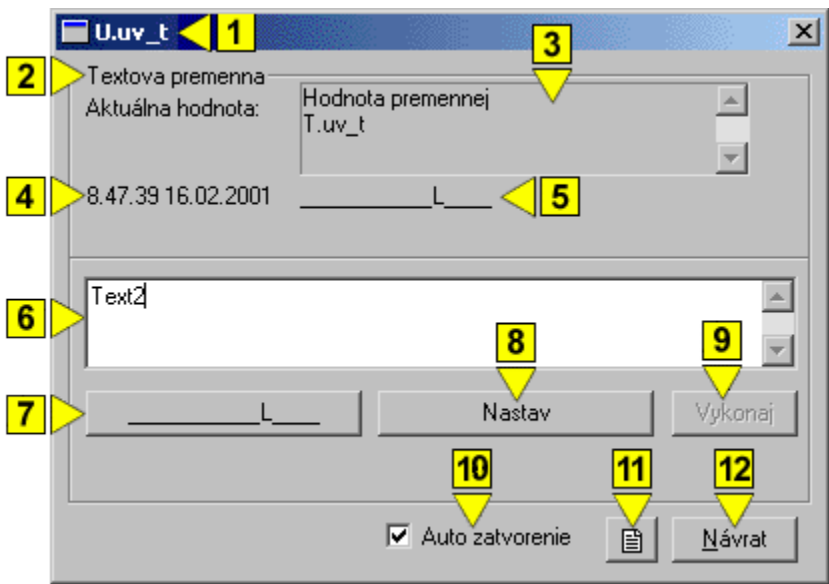 U.uv_t 1
3
2 Textova premenna
Aktuálna hodnota:
Hodnota premennej
T.uv_t
4 8.47.39 16.02.2001 ___________L____ 5
6 Text2
8 9
7 ___________L____ Nastav Vykonaj
10 11 12
Auto zatvorenie Návrat